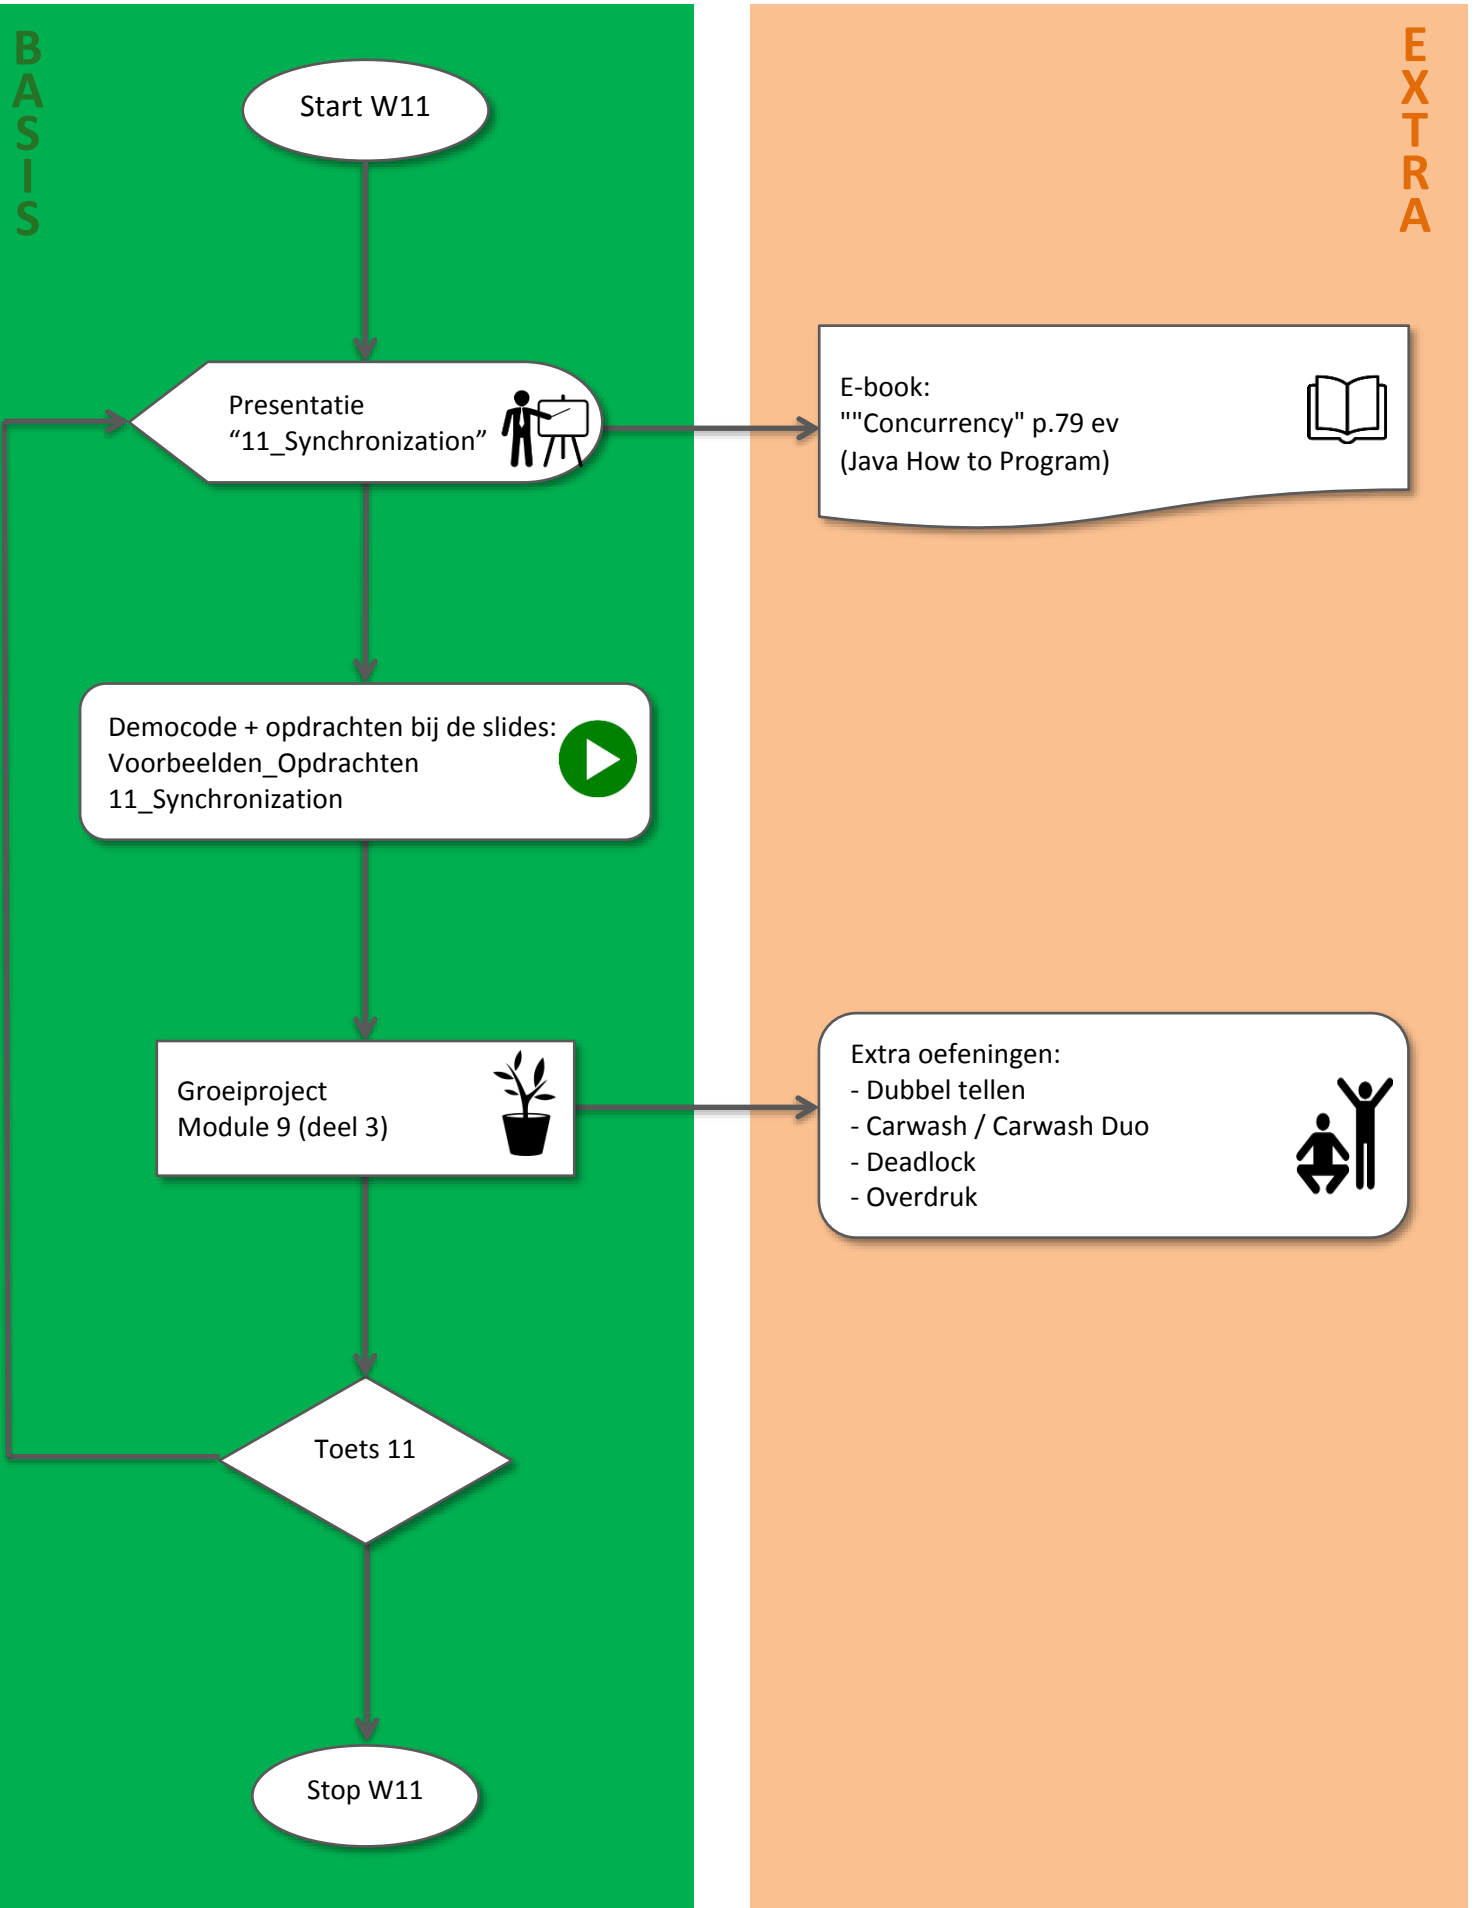 BASIS
EXTRA
Start W11
Presentatie
“11_Synchronization”
E-book:
""Concurrency" p.79 ev
(Java How to Program)
Democode + opdrachten bij de slides:
Voorbeelden_Opdrachten
11_Synchronization
Groeiproject
Module 9 (deel 3)
Extra oefeningen:
- Dubbel tellen
- Carwash / Carwash Duo
- Deadlock
- Overdruk
Toets 11
Stop W11